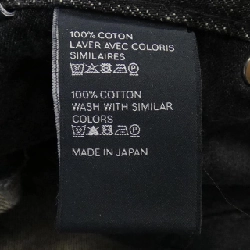 100% COTON
LAVER AVEC COLORIS
SIMILAIRES
100% COTTON
WASH WITH SIMILAR
COLORS
MADE IN JAPAN